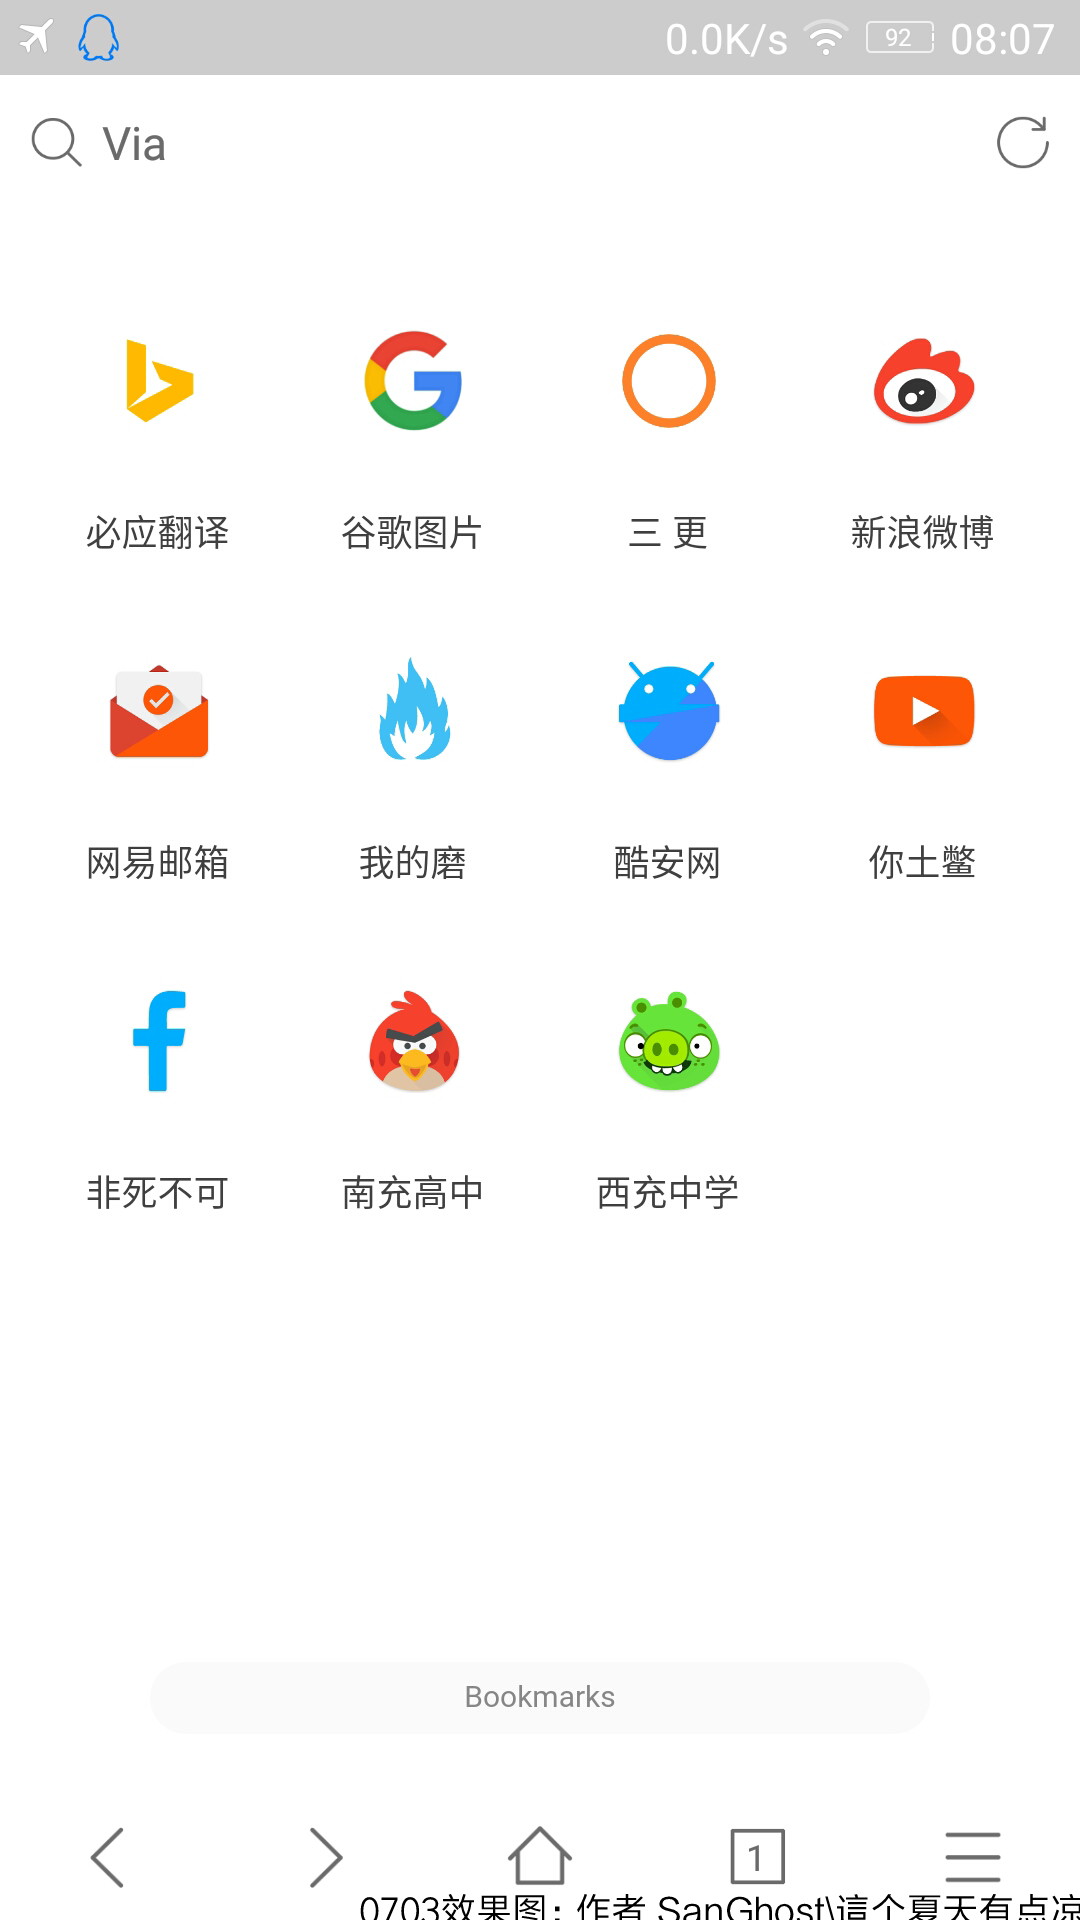 0.0K/s 92 08:07
Via
必应翻译 谷歌图片 三 更 新浪微博
网易邮箱 我的磨 酷安网 你土鳖
非死不可 南充高中 西充中学
Bookmarks
1
0703效果图：作者 SanGhost\這个夏天有点凉